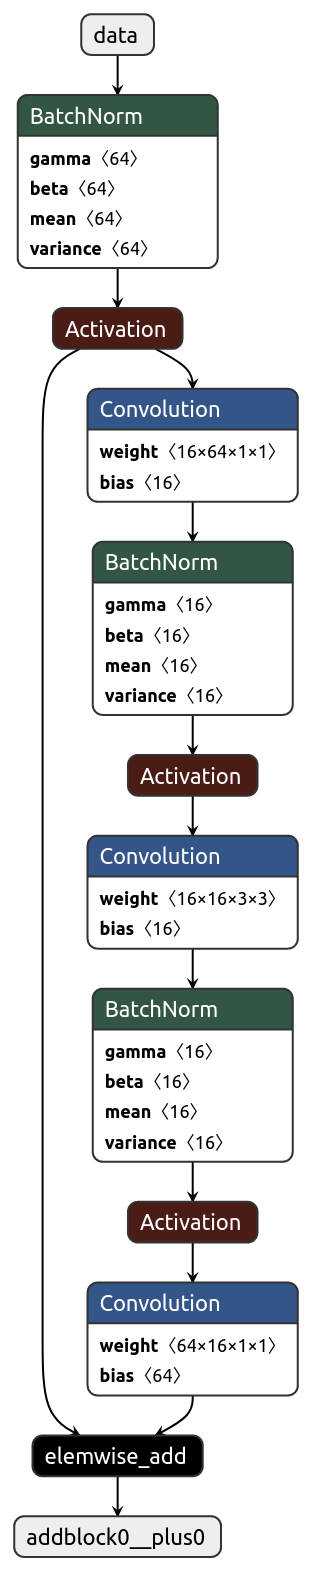 data
BatchNorm
gamma〈64〉
beta〈64〉
mean〈64〉
variance〈64〉
Activation
Convolution
weight〈16×64×1×1〉
bias〈16〉
BatchNorm
gamma〈16〉
beta〈16〉
mean〈16〉
variance〈16〉
Activation
Convolution
weight〈16×16×3×3〉
bias〈16〉
BatchNorm
gamma〈16〉
beta〈16〉
mean〈16〉
variance〈16〉
Activation
Convolution
weight〈64×16×1×1〉
bias〈64〉
elemwise_add
addblock0__plus0